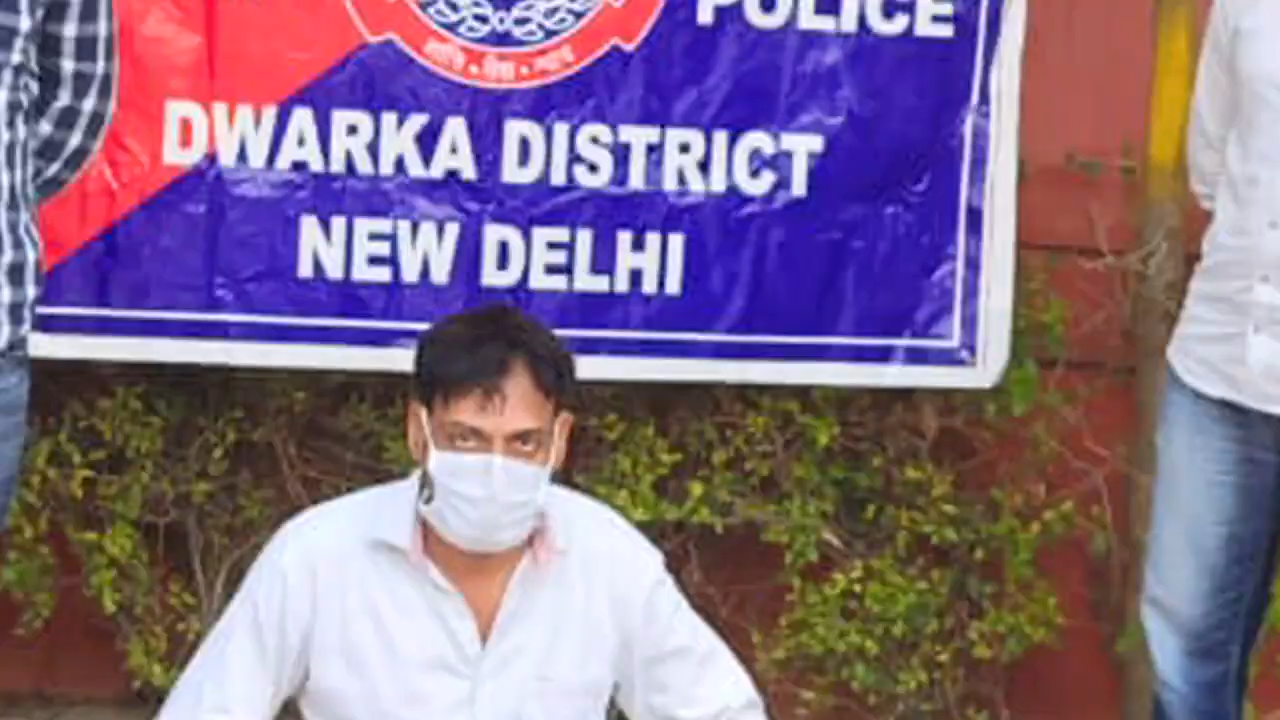 POLICE
शांति • सेवा • न्याय
DWARKA DISTRICT
NEW DELHI